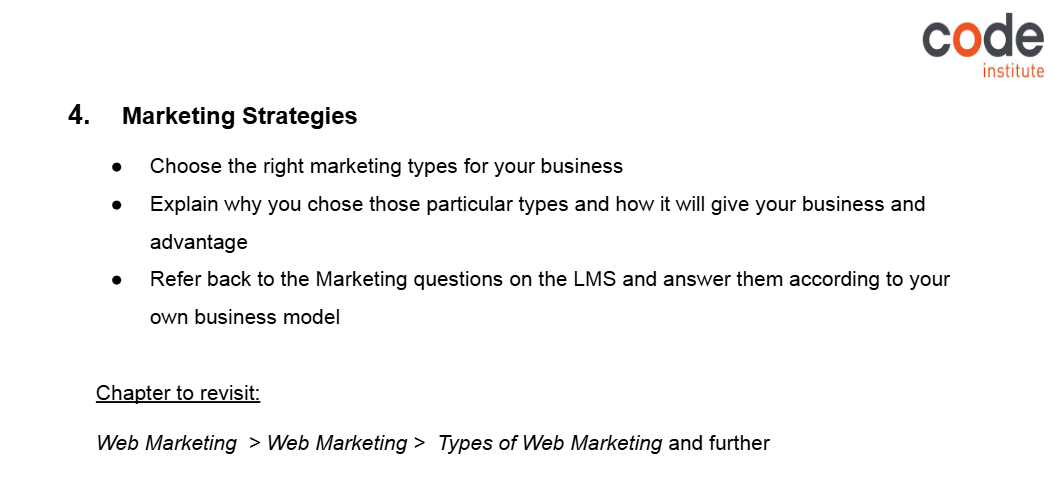 code
institute
4. Marketing Strategies
● Choose the right marketing types for your business
● Explain why you chose those particular types and how it will give your business and
advantage
● Refer back to the Marketing questions on the LMS and answer them according to your
own business model
Chapter to revisit:
Web Marketing > Web Marketing > Types of Web Marketing and further